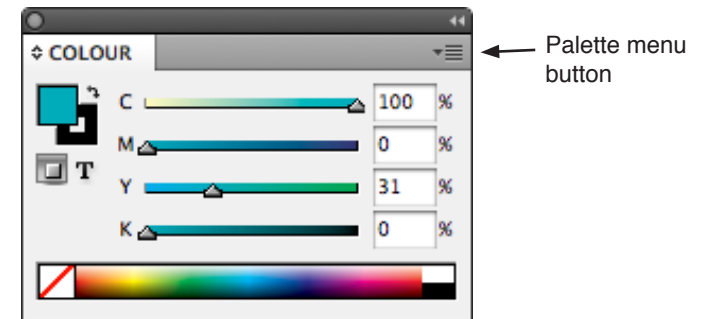 COLOUR
Palette menu
button
C 100 %
M 0 %
Y 31 %
T
K 0 %